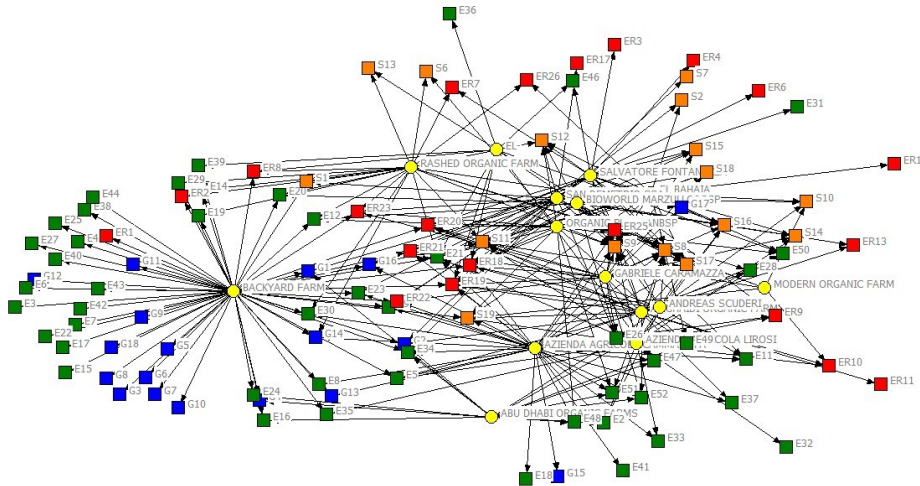 E36
S13
S6
ER7
ER26
ER17
E46
ER3
ER4
S7
S2
ER6
E31
E39
ER8
E29
E14
S1
RASHED ORGANIC FARM
S12
SALVATORE FONTAN
S15
S18
E44
E38
ER2
E20
E19
E25
ER1
E27
E40
G11
E12
ER23
ER20
ER21
E21
S11
ER18
ER19
BIOWORLD MARZU
G17
ER25
S9
S8
S17
S16
S10
S14
E50
E28
ER13
G12
E3
E43
E42
G9
BACKYARD FARM
G1
G16
E23
ER22
E30
GABRIELE CARAMAZZA
MODERN ORGANIC FARM
E7
E22
E17
G18
G5
G14
S19
E34
ANDREAS SCUDERI
ER9
E26
E49
COLA LIROSI
E15
G8
G6
G3
G7
G10
E8
E5
G13
E24
E16
E35
E47
E11
ER10
ER11
E51
E52
E37
ABU DHABI ORGANIC FARMS
E48
E2
E33
E32
E18
G15
E41